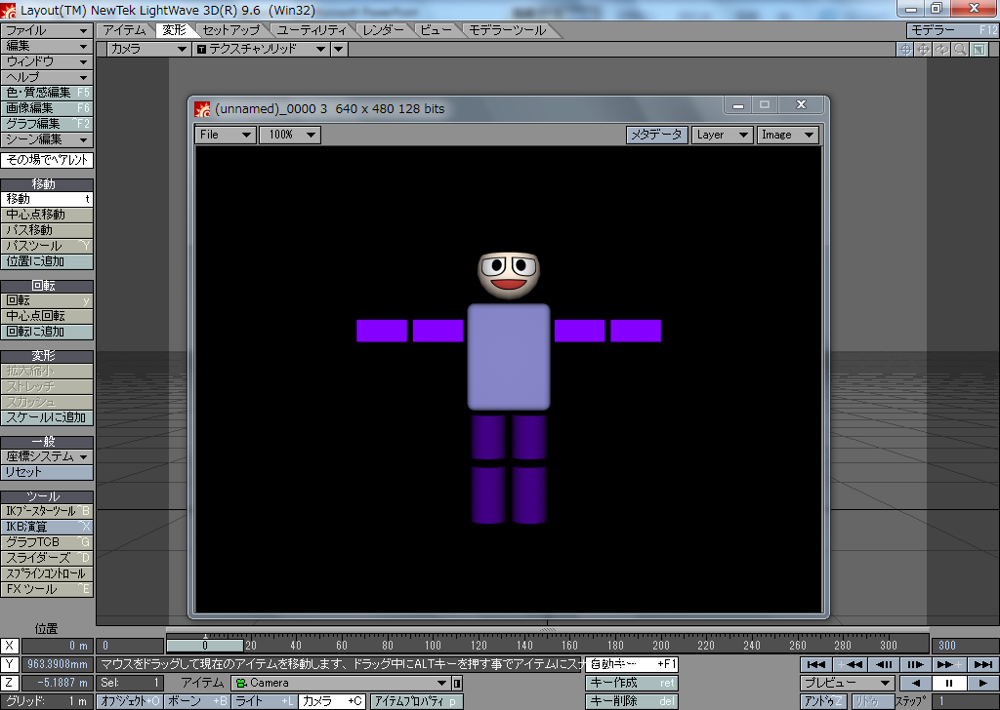 Layout(TM) NewTek LightWave 3D(R) 9.6 (Win32)
ファイル
アイテム 変形 セットアップ ユーティリティ レンダー ビュー モデラーツール
モデラー F12
編集
カメラ テクスチャソリッド
ウィンドウ
ヘルプ
色・質感編集 F5
画像編集 F6
グラフ編集 ^F2
シーン編集
その場でペアレント
移動
移動 t
中心点移動
パス移動
パスツール ^Y
位置に追加
回転
回転 y
中心点回転
回転に追加
変形
拡大縮小
ストレッチ
スカッシュ
スケールに追加
一般
座標システム
リセット
ツール
IKブースターツール ^B
IKB演算 ^X
グラフTCB ^G
スライダーズ ^D
スプラインコントロール
FX ツール ^E
(unnamed)_0000 3 640 x 480 128 bits
File 100% メタデータ Layer Image
位置
X 0 m
0 0 20 40 60 80 100 120 140 160 180 200 220 240 260 280 300 300
Y 963.8908mm
マウスをドラッグして現在のアイテムを移動します、ドラッグ中にALTキーを押す事でアイテムにスナ
自動キー +F1
Z -5.1887 m
Sel: 1 アイテム Camera
キー作成 ret
プレビュー
グリッド: 1 m
オブジェクト+O ボーン +B ライト +L カメラ +C アイテムプロパティ p
キー削除 del
アンドゥZ リドゥ ステップ 1